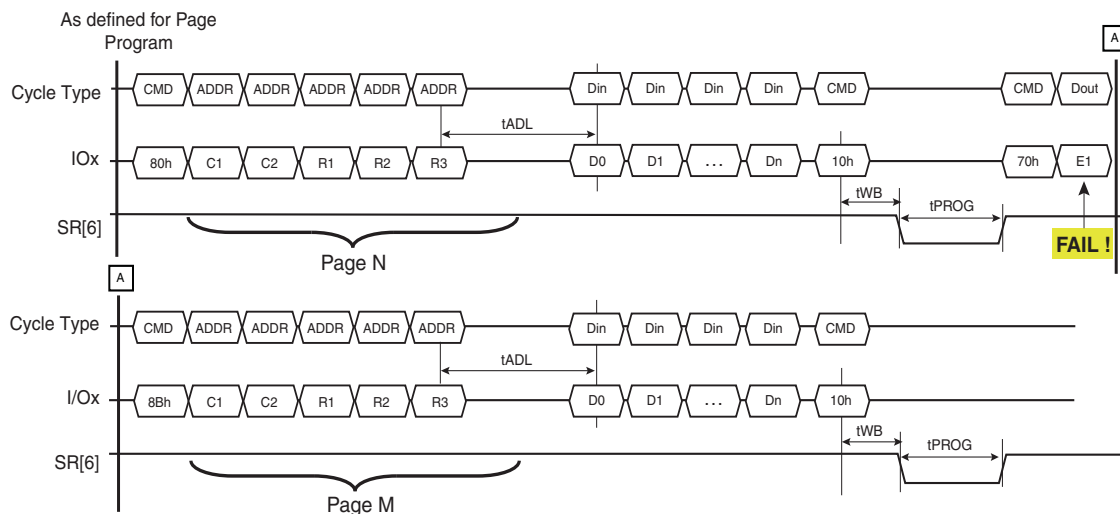 As defined for Page
Program
A
Cycle Type CMD ADDR ADDR ADDR ADDR ADDR Din Din Din Din CMD CMD Dout
tADL
IOx 80h C1 C2 R1 R2 R3 D0 D1 ... Dn 10h 70h E1
tWB tPROG
SR[6]
FAIL !
Page N
A
Cycle Type CMD ADDR ADDR ADDR ADDR ADDR Din Din Din Din CMD
tADL
I/Ox 8Bh C1 C2 R1 R2 R3 D0 D1 ... Dn 10h
tWB tPROG
SR[6]
Page M